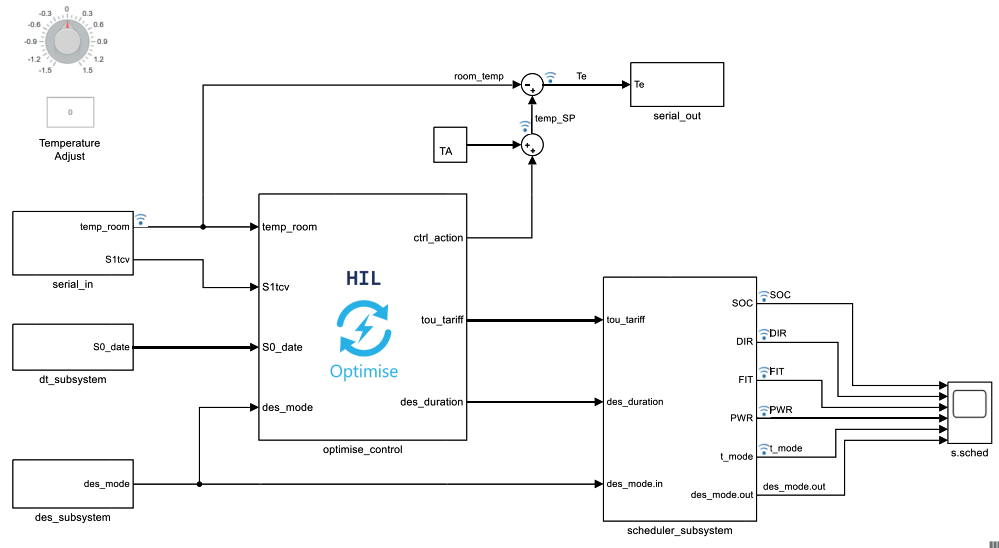 0
-0.3
0.3
-0.6
0.6
-0.9
0.9
-1.2
1.2
-1.5
1.5
0
Temperature
Adjust
room_temp
Te
Te
serial_out
temp_SP
TA
temp_room
S1tcv
serial_in
S0_date
dt_subsystem
des_mode
des_subsystem
temp_room
S1tcv
S0_date
des_mode
HIL
Optimise
ctrl_action
tou_tariff
des_duration
optimise_control
tou_tariff
des_duration
des_mode.in
SOC
DIR
FIT
PWR
t_mode
des_mode.out
scheduler_subsystem
SOC
DIR
FIT
PWR
t_mode
des_mode.out
s.sched